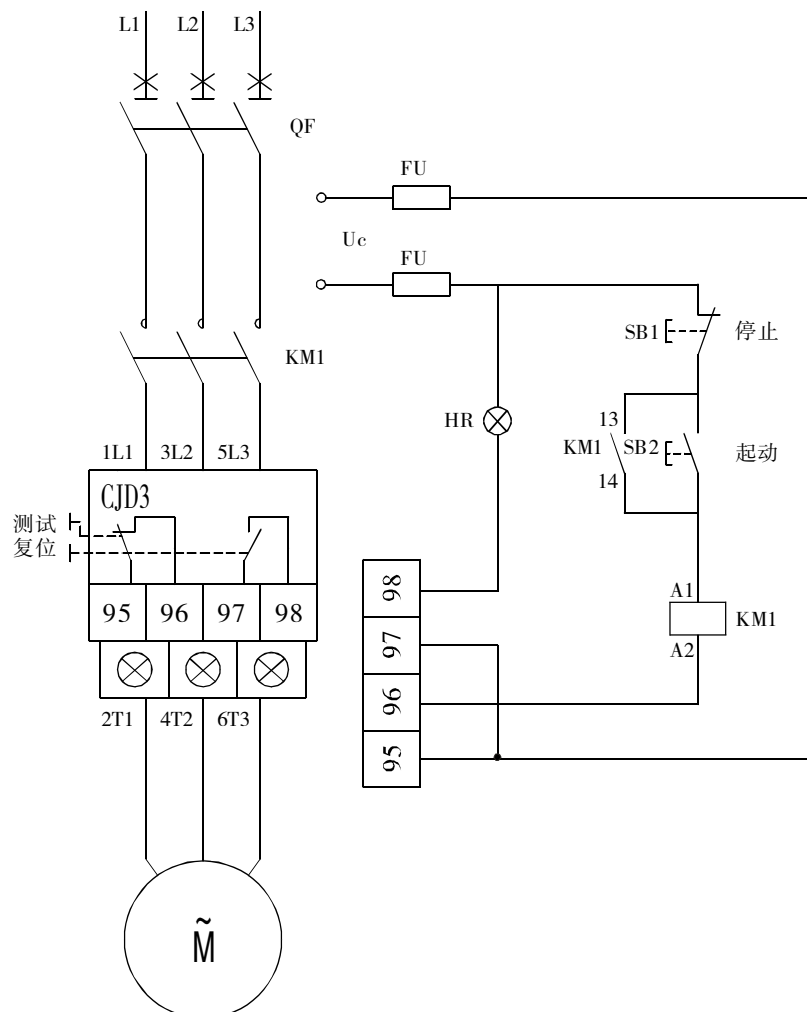 L1 L2 L3
QF
FU
Uc
FU
SB1 停止
KM1
HR
13
KM1 SB2 起动
14
1L1 3L2 5L3
CJD3
测试
复位
95 96 97 98
98
97
96
95
A1
KM1
A2
2T1 4T2 6T3
M̃